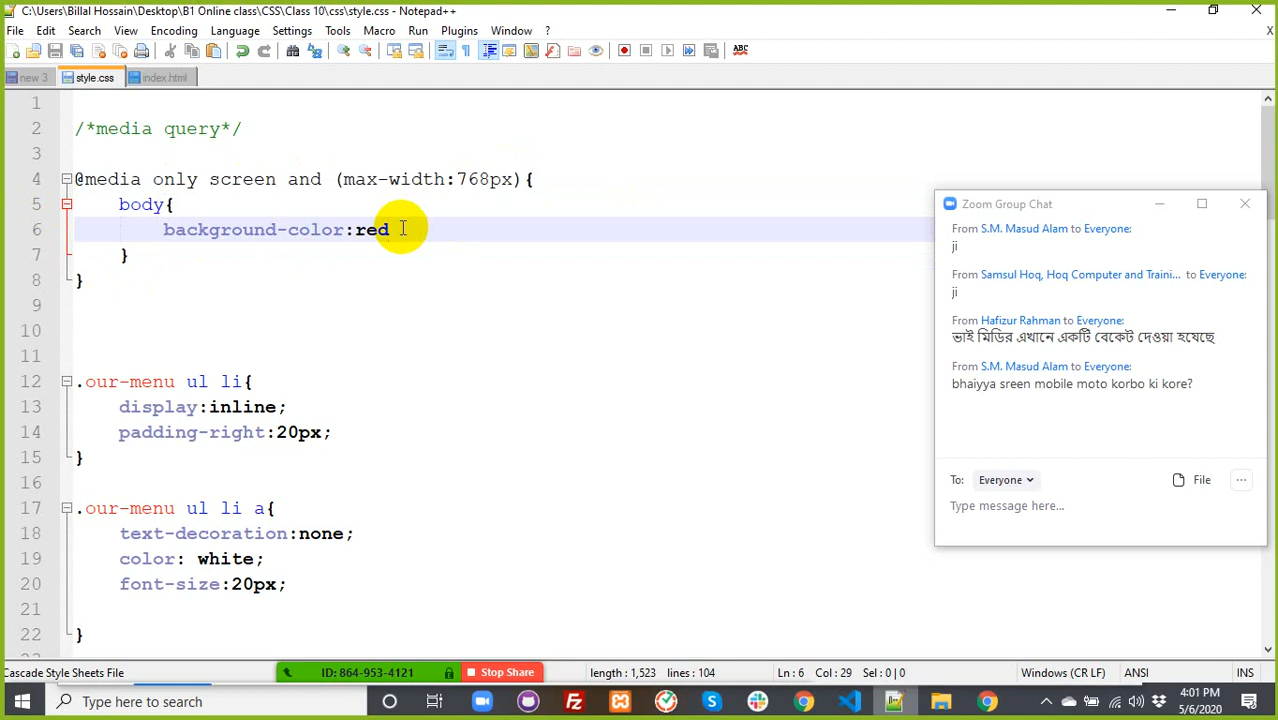 C:\Users\Billal Hossain\Desktop\B1 Online class\CSS\Class 10\css\style.css - Notepad++
File Edit Search View Encoding Language Settings Tools Macro Run Plugins Window ? X
ABC
new 3 style.css index.html
1
2 /*media query*/
3
4 @media only screen and (max-width:768px){
5 body{
6 background-color:red
7 }
8 }
9
10
11
12 .our-menu ul li{
13 display:inline;
14 padding-right:20px;
15 }
16
17 .our-menu ul li a{
18 text-decoration:none;
19 color: white;
20 font-size:20px;
21
22 }
Zoom Group Chat
From S.M. Masud Alam to Everyone:
ji
From Samsul Hoq, Hoq Computer and Traini... to Everyone:
ji
From Hafizur Rahman to Everyone:
ভাই মিডির এখানে একটি বেকেট দেওয়া হযেছে
From S.M. Masud Alam to Everyone:
bhaiyya sreen mobile moto korbo ki kore?
To: Everyone File ...
Type message here...
Cascade Style Sheets File ID: 864-953-4121 Stop Share length : 1,523 lines : 104 Ln : 6 Col : 29 Sel : 0 | 0 Windows (CR LF) ANSI INS
Type here to search
4:01 PM
5/6/2020